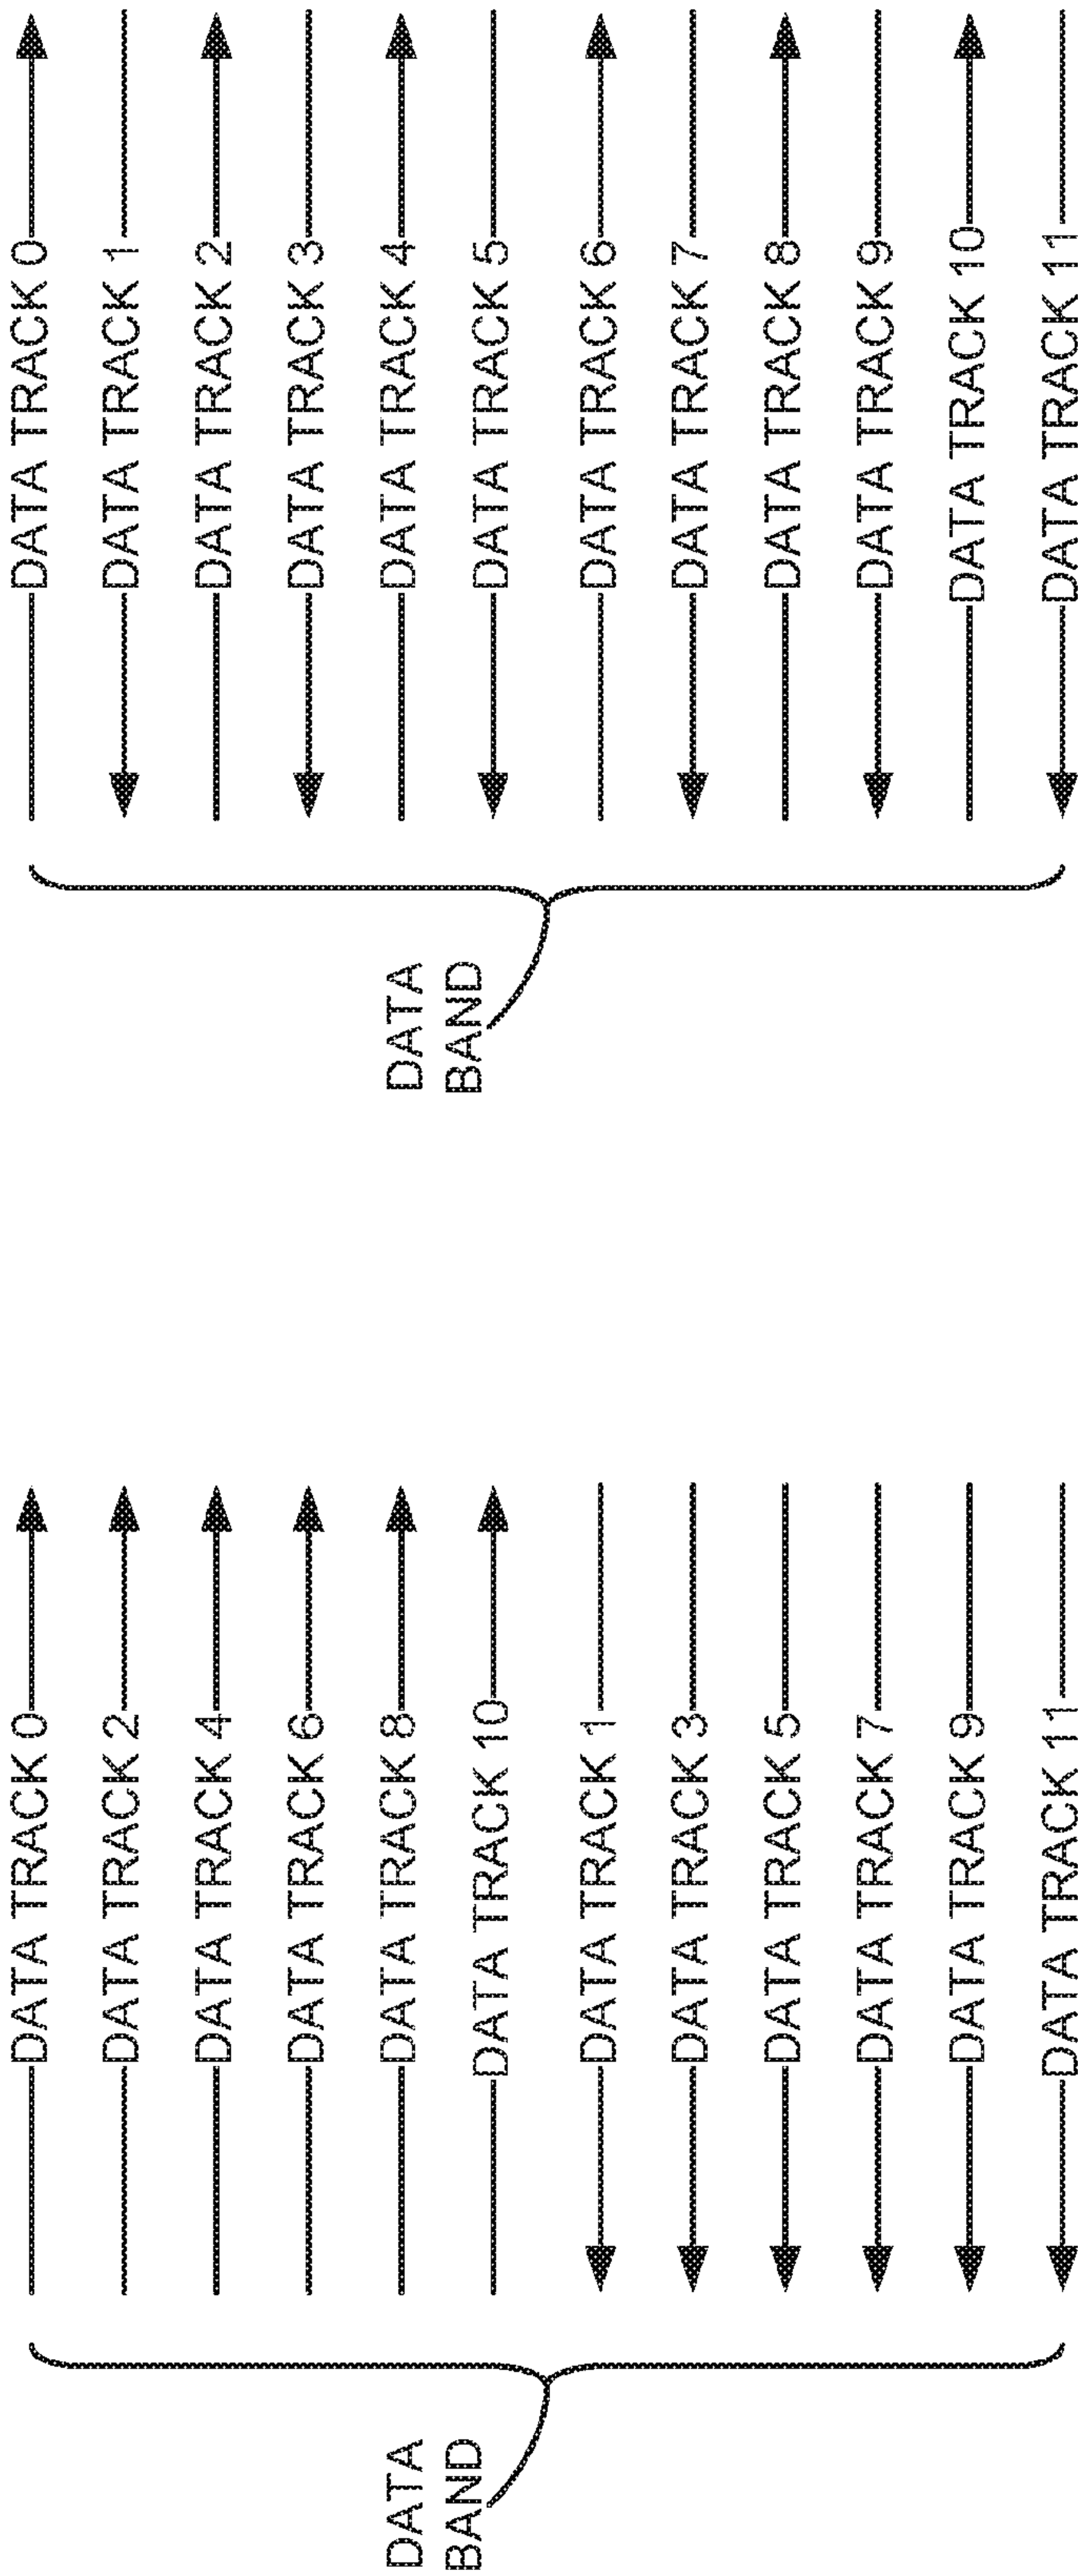 DATA TRACK 0
DATA TRACK 2
DATA TRACK 4
DATA TRACK 6
DATA TRACK 8
DATA
BAND
DATA TRACK 10
DATA TRACK 1
DATA TRACK 3
DATA TRACK 5
DATA TRACK 7
DATA TRACK 9
DATA TRACK 11
DATA TRACK 0
DATA TRACK 1
DATA TRACK 2
DATA TRACK 3
DATA TRACK 4
DATA
BAND
DATA TRACK 5
DATA TRACK 6
DATA TRACK 7
DATA TRACK 8
DATA TRACK 9
DATA TRACK 10
DATA TRACK 11